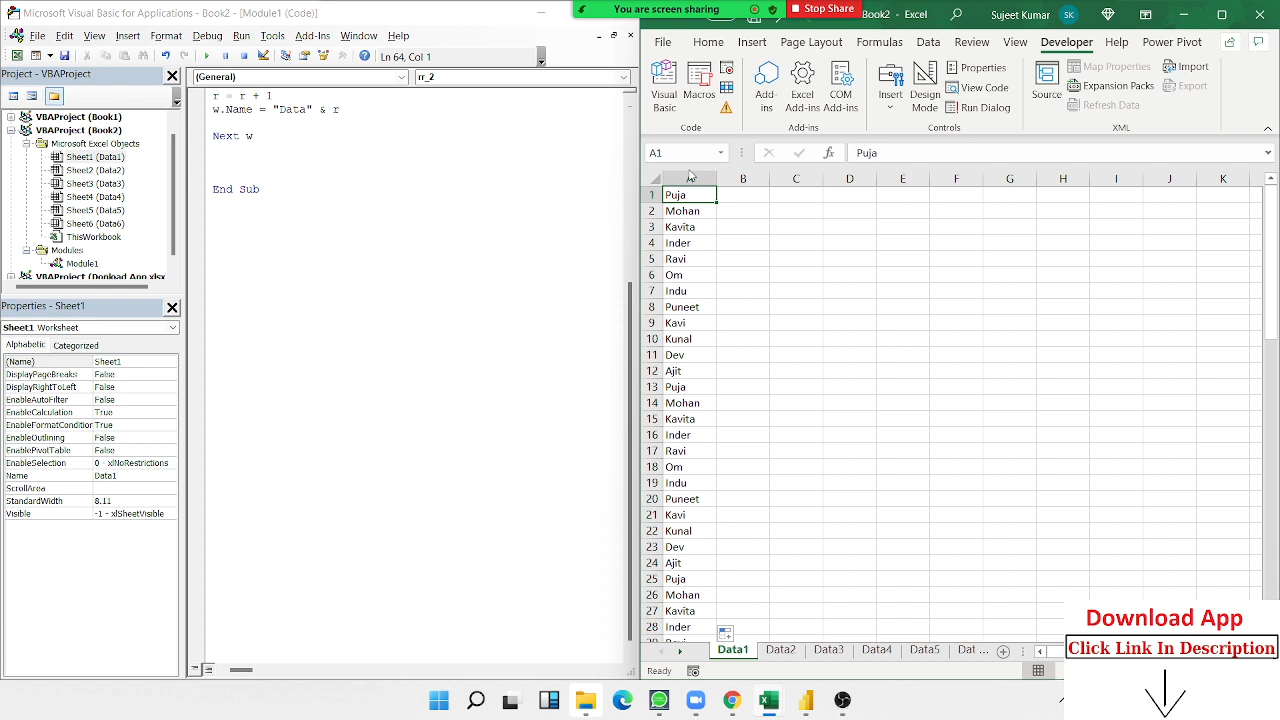 Microsoft Visual Basic for Applications - Book2 - [Module1 (Code)]
You are screen sharing
Stop Share
Book2 - Excel
Sujeet Kumar
SK
File Edit View Insert Format Debug Run Tools Add-Ins Window Help
File Home Insert Page Layout Formulas Data Review View Developer Help Power Pivot
Ln 64, Col 1
Visual Basic
Macros
Add-ins
Excel Add-ins
COM Add-ins
Insert
Design Mode
Properties
View Code
Run Dialog
Source
Map Properties
Expansion Packs
Refresh Data
Import
Export
Code
Add-ins
Controls
XML
Project - VBAProject
(General)
rr_2
VBAProject (Book1)
VBAProject (Book2)
Microsoft Excel Objects
Sheet1 (Data1)
Sheet2 (Data2)
Sheet3 (Data3)
Sheet4 (Data4)
Sheet5 (Data5)
Sheet6 (Data6)
ThisWorkbook
Modules
Module1
VBAProject (Donload App.xlsx
r = r + 1
w.Name = "Data" & r
Next w
End Sub
Properties - Sheet1
Sheet1 Worksheet
Alphabetic Categorized
(Name) Sheet1
DisplayPageBreaks False
DisplayRightToLeft False
EnableAutoFilter False
EnableCalculation True
EnableFormatCondition True
EnableOutlining False
EnablePivotTable False
EnableSelection 0 - xlNoRestrictions
Name Data1
ScrollArea
StandardWidth 8.11
Visible -1 - xlSheetVisible
A1
fx
Puja
B C D E F G H I J K
1 Puja
2 Mohan
3 Kavita
4 Inder
5 Ravi
6 Om
7 Indu
8 Puneet
9 Kavi
10 Kunal
11 Dev
12 Ajit
13 Puja
14 Mohan
15 Kavita
16 Inder
17 Ravi
18 Om
19 Indu
20 Puneet
21 Kavi
22 Kunal
23 Dev
24 Ajit
25 Puja
26 Mohan
27 Kavita
28 Inder
Data1 Data2 Data3 Data4 Data5 Dat ...
Ready
Download App
Click Link In Description